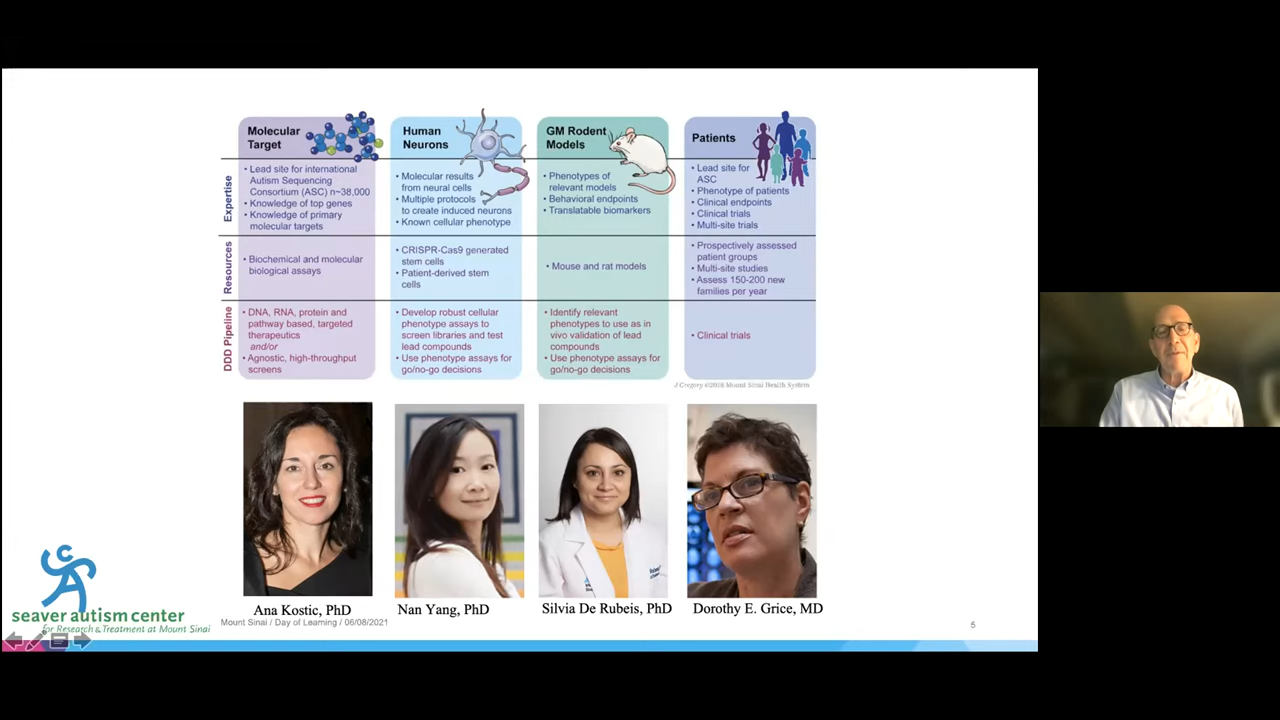 Molecular
Target
• Lead site for international
Autism Sequencing
Consortium (ASC) n~38,000
• Knowledge of top genes
• Knowledge of primary
molecular targets
Human
Neurons
• Molecular results
from neural cells
• Multiple protocols
to create induced neurons
• Known cellular phenotype
GM Rodent
Models
• Phenotypes of
relevant models
• Behavioral endpoints
• Translatable biomarkers
Patients
• Lead site for
ASC
• Phenotype of patients
• Clinical endpoints
• Clinical trials
• Multi-site trials
Expertise
Resources
• Biochemical and molecular
biological assays
• CRISPR-Cas9 generated
stem cells
• Patient-derived stem
cells
• Mouse and rat models
• Prospectively assessed
patient groups
• Multi-site studies
• Assess 150-200 new
families per year
DDD Pipeline
• DNA, RNA, protein and
pathway based, targeted
therapeutics
and/or
• Agnostic, high-throughput
screens
• Develop robust cellular
phenotype assays to
screen libraries and test
lead compounds
• Use phenotype assays for
go/no-go decisions
• Identify relevant
phenotypes to use as in
vivo validation of lead
compounds
• Use phenotype assays for
go/no-go decisions
• Clinical trials
J Gregory ©2018 Mount Sinai Health System
Ana Kostic, PhD
Nan Yang, PhD
Silvia De Rubeis, PhD
Dorothy E. Grice, MD
seaver autism center
for Research & Treatment at Mount Sinai
Mount Sinai / Day of Learning / 06/08/2021
5